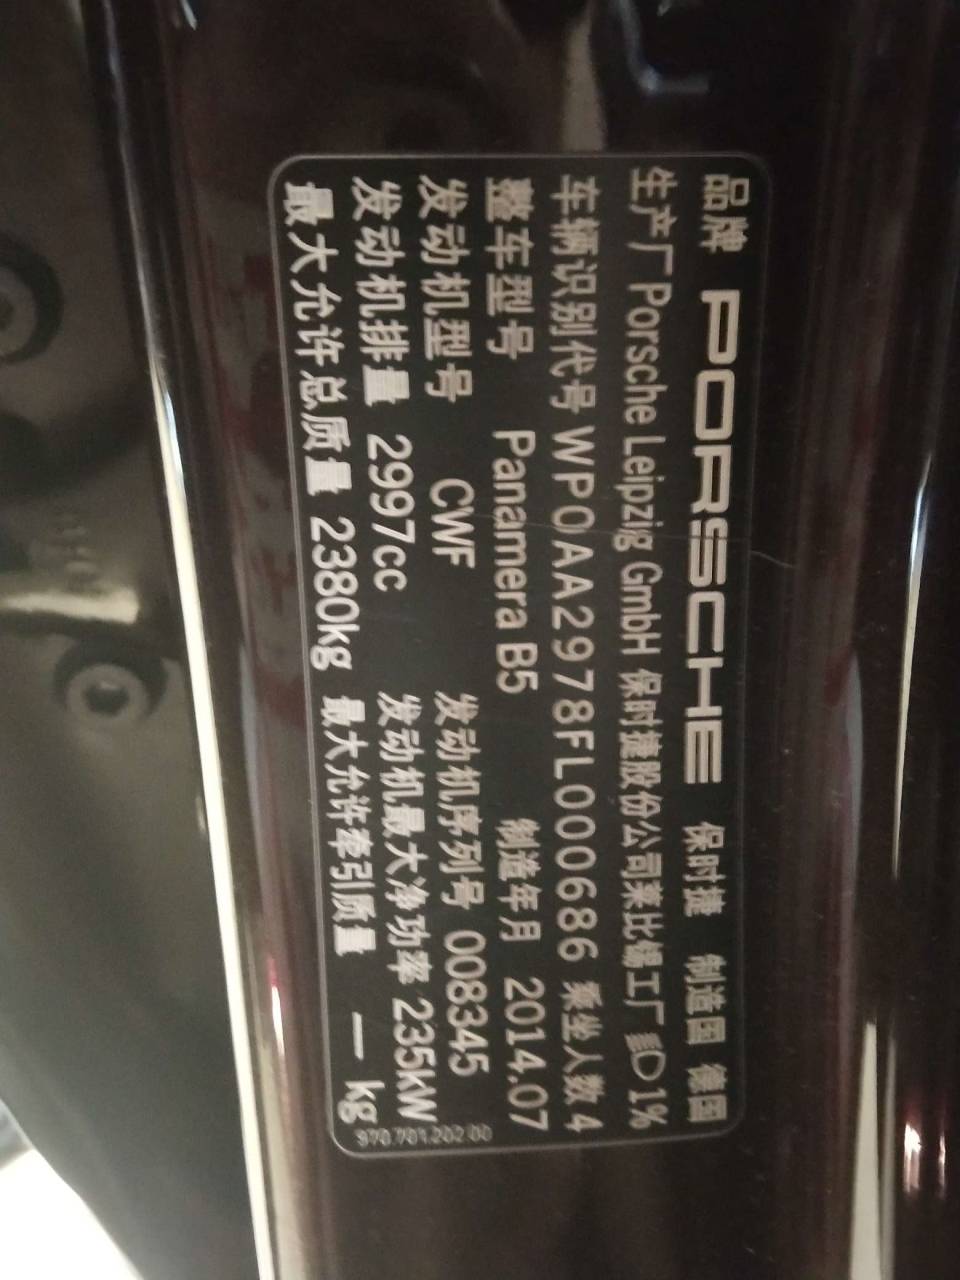 品牌 PORSCHE 保时捷 制造国 德国
生产厂 Porsche Leipzig GmbH 保时捷股份公司莱比锡工厂 1%
车辆识别代号 WP0AA2978FL000686 乘坐人数 4
整车型号 Panamera B5 制造年月 2014.07
发动机型号 CWF 发动机序列号 008345
发动机排量 2997cc 发动机最大净功率 235kW
最大允许总质量 2380kg 最大允许牵引质量 — kg
970.701.202.00